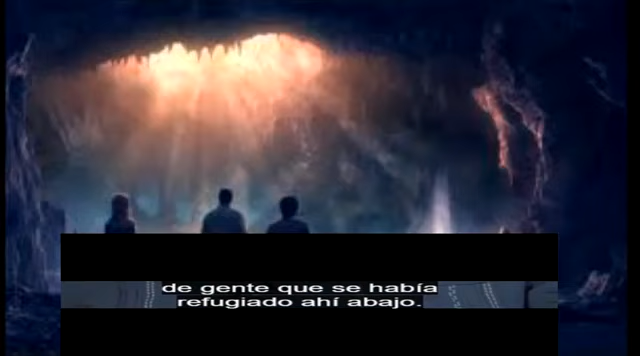 de gente que se había
refugiado ahí abajo.